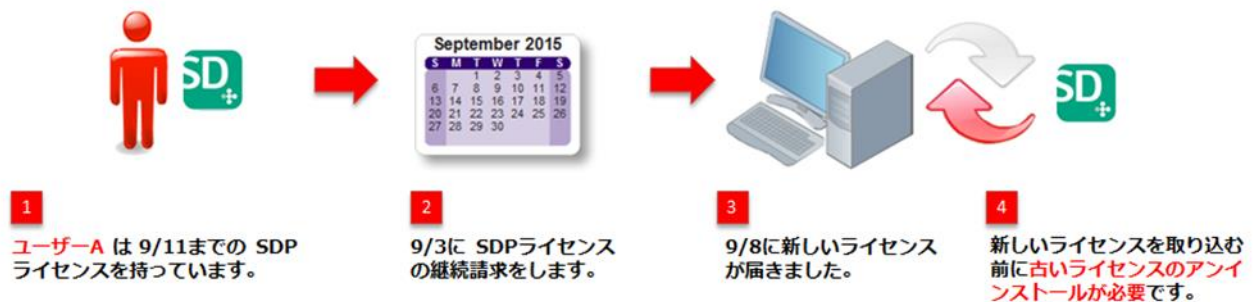 SD
September 2015
S M T W T F S
1 2 3 4 5
6 7 8 9 10 11 12
13 14 15 16 17 18 19
20 21 22 23 24 25 26
27 28 29 30
SD
1
ユーザーA は 9/11までの SDP
ライセンスを持っています。
2
9/3に SDPライセンス
の継続請求をします。
3
9/8に新しいライセンス
が届きました。
4
新しいライセンスを取り込む
前に古いライセンスのアンイ
ンストールが必要です。